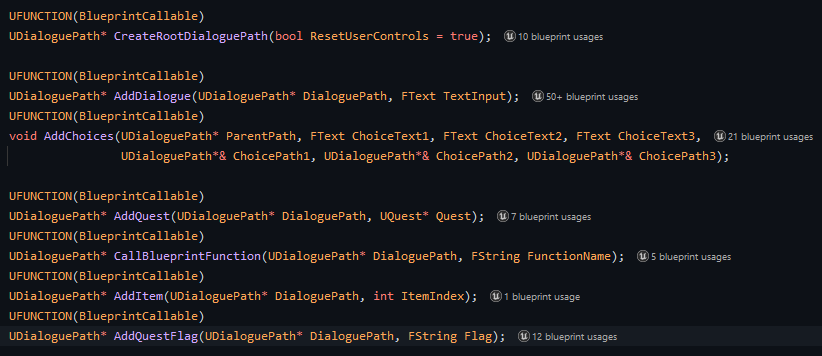 UFUNCTION(BlueprintCallable)
UDialoguePath* CreateRootDialoguePath(bool ResetUserControls = true); 10 blueprint usages
UFUNCTION(BlueprintCallable)
UDialoguePath* AddDialogue(UDialoguePath* DialoguePath, FText TextInput); 50+ blueprint usages
UFUNCTION(BlueprintCallable)
void AddChoices(UDialoguePath* ParentPath, FText ChoiceText1, FText ChoiceText2, FText ChoiceText3, 21 blueprint usages
UDialoguePath*& ChoicePath1, UDialoguePath*& ChoicePath2, UDialoguePath*& ChoicePath3);
UFUNCTION(BlueprintCallable)
UDialoguePath* AddQuest(UDialoguePath* DialoguePath, UQuest* Quest); 7 blueprint usages
UFUNCTION(BlueprintCallable)
UDialoguePath* CallBlueprintFunction(UDialoguePath* DialoguePath, FString FunctionName); 5 blueprint usages
UFUNCTION(BlueprintCallable)
UDialoguePath* AddItem(UDialoguePath* DialoguePath, int ItemIndex); 1 blueprint usage
UFUNCTION(BlueprintCallable)
UDialoguePath* AddQuestFlag(UDialoguePath* DialoguePath, FString Flag); 12 blueprint usages